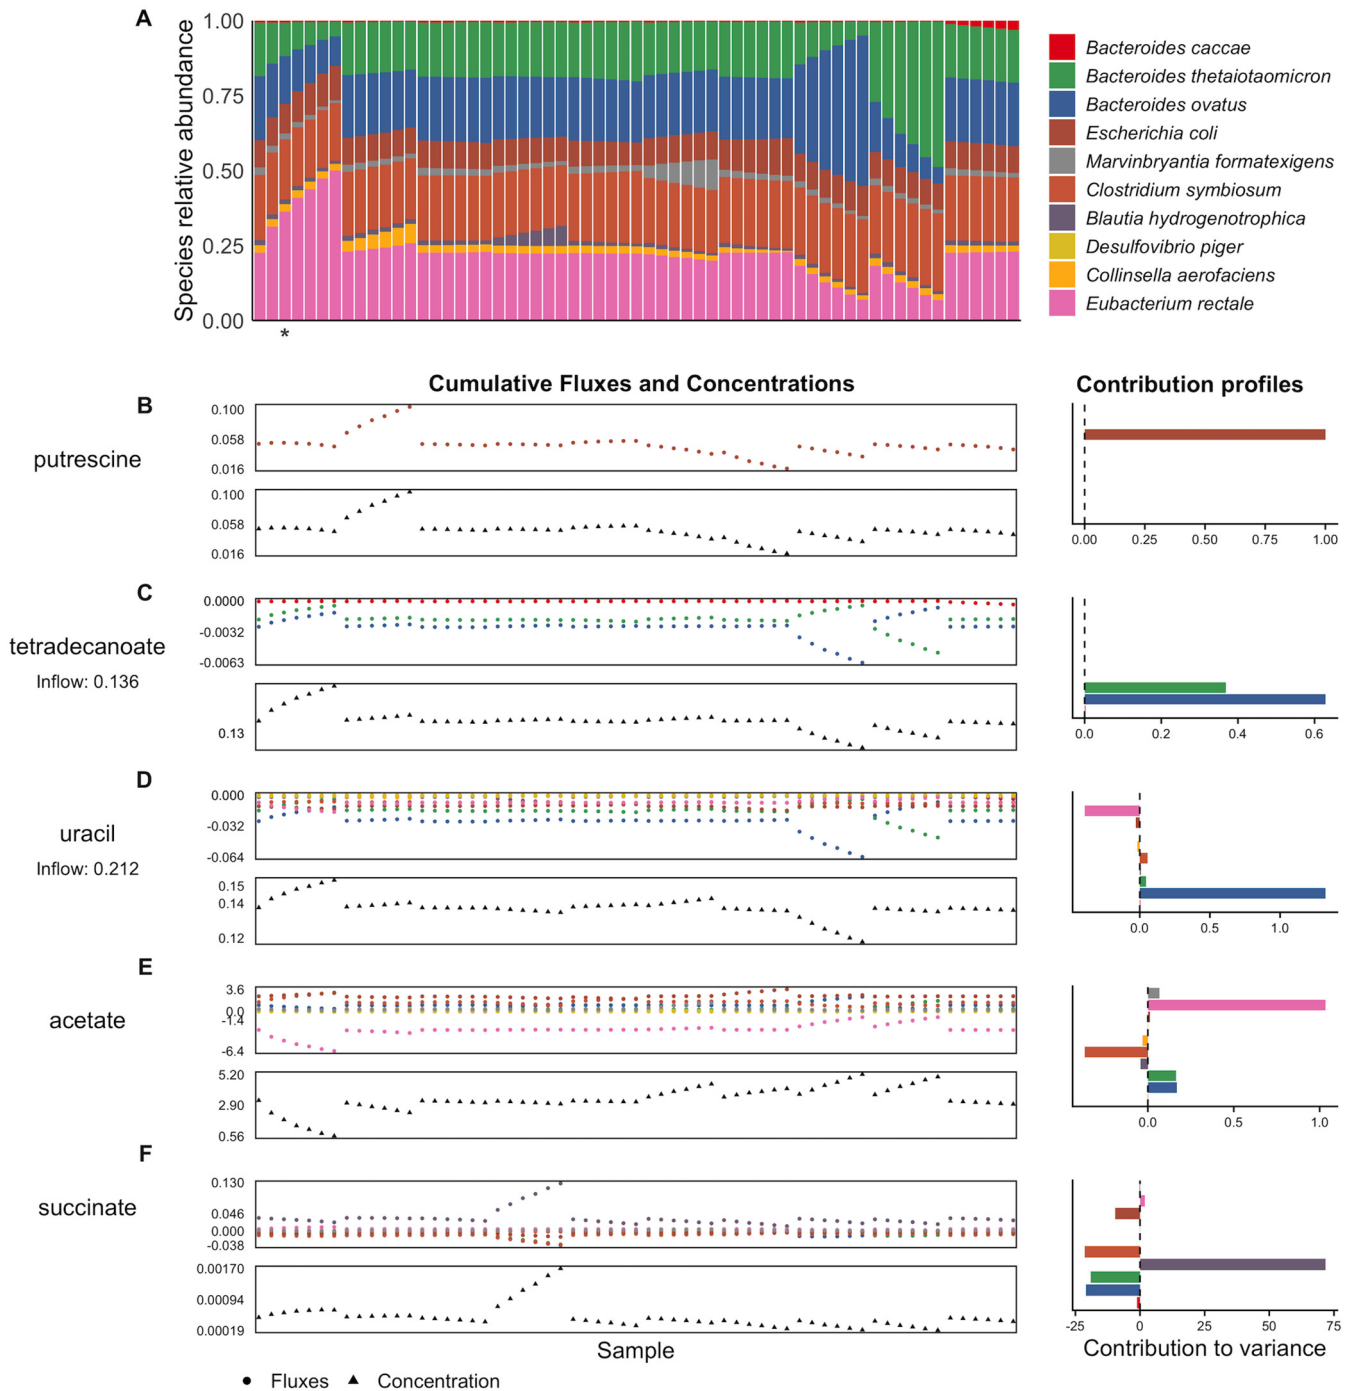 A
Species relative abundance
1.00
0.75
0.50
0.25
0.00
*
Bacteroides caccae
Bacteroides thetaiotaomicron
Bacteroides ovatus
Escherichia coli
Marvinbryantia formatexigens
Clostridium symbiosum
Blautia hydrogenotrophica
Desulfovibrio piger
Collinsella aerofaciens
Eubacterium rectale
Cumulative Fluxes and Concentrations
Contribution profiles
B
putrescine
0.100
0.058
0.016
0.100
0.058
0.016
0.00 0.25 0.50 0.75 1.00
C
tetradecanoate
Inflow: 0.136
0.0000
-0.0032
-0.0063
0.13
0.0 0.2 0.4 0.6
D
uracil
Inflow: 0.212
0.000
-0.032
-0.064
0.15
0.14
0.12
0.0 0.5 1.0
E
acetate
3.6
0.0
-1.4
-6.4
5.20
2.90
0.56
0.0 0.5 1.0
F
succinate
0.130
0.046
0.000
-0.038
0.00170
0.00094
0.00019
-25 0 25 50 75
Sample
Contribution to variance
Fluxes Concentration